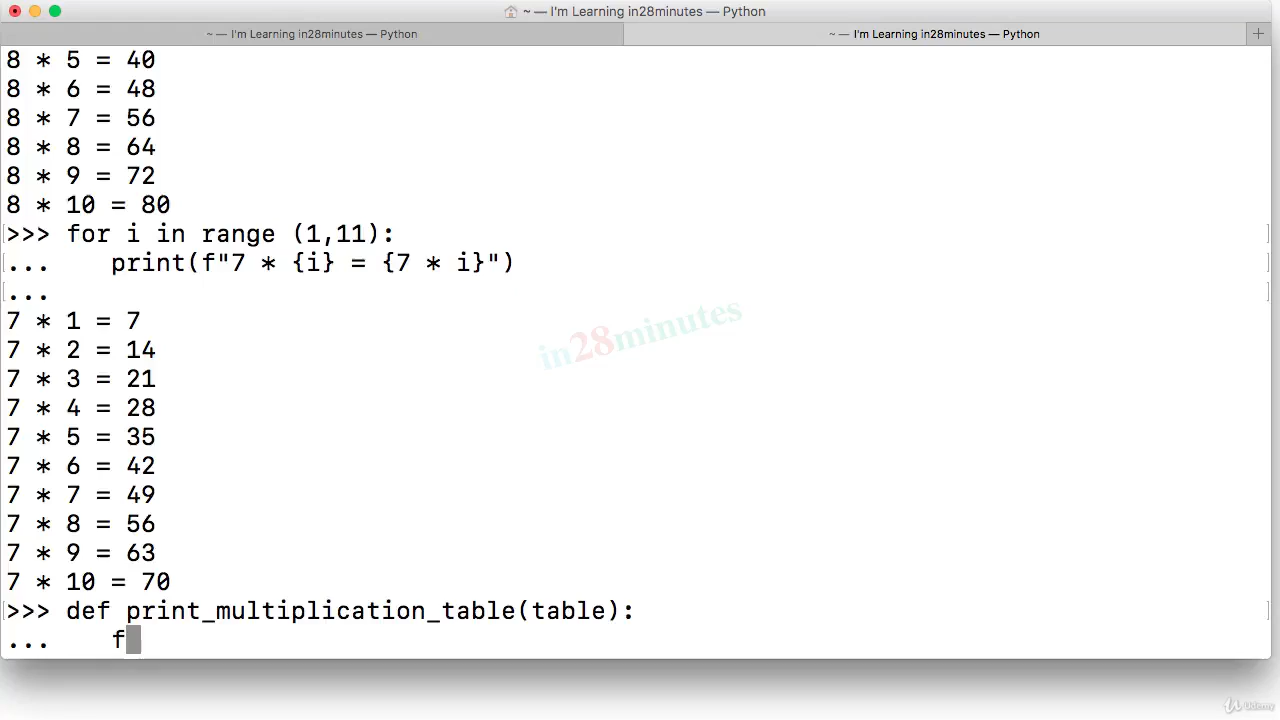 ~ — I'm Learning in28minutes — Python
~ — I'm Learning in28minutes — Python
~ — I'm Learning in28minutes — Python
+
8 * 5 = 40
8 * 6 = 48
8 * 7 = 56
8 * 8 = 64
8 * 9 = 72
8 * 10 = 80
>>> for i in range (1,11):
...    print(f"7 * {i} = {7 * i}")
...
7 * 1 = 7
7 * 2 = 14
7 * 3 = 21
7 * 4 = 28
7 * 5 = 35
7 * 6 = 42
7 * 7 = 49
7 * 8 = 56
7 * 9 = 63
7 * 10 = 70
>>> def print_multiplication_table(table):
...    f
in28minutes
Udemy